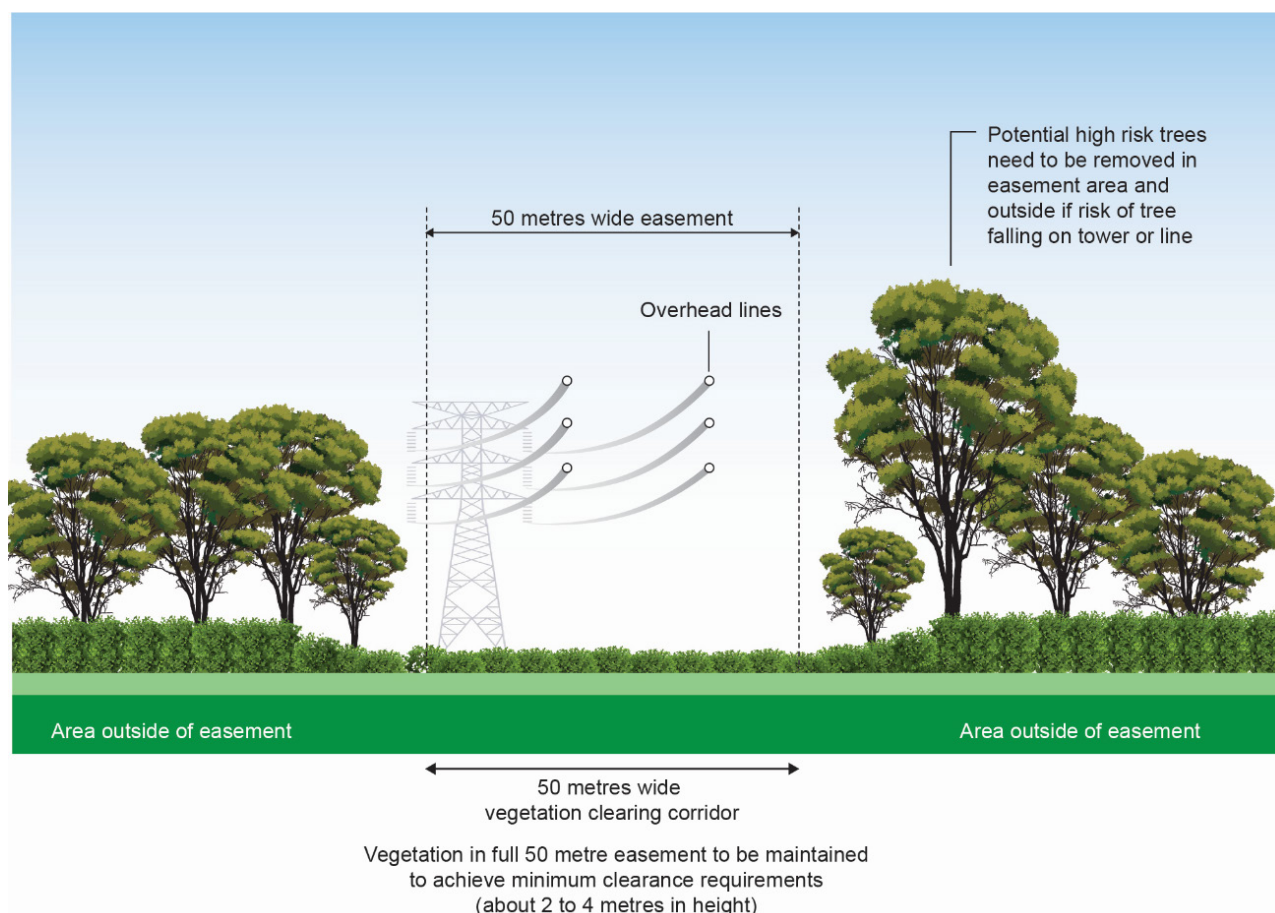 Potential high risk trees
need to be removed in
easement area and
outside if risk of tree
falling on tower or line
50 metres wide easement
Overhead lines
Area outside of easement
Area outside of easement
50 metres wide
vegetation clearing corridor
Vegetation in full 50 metre easement to be maintained
to achieve minimum clearance requirements
(about 2 to 4 metres in height)